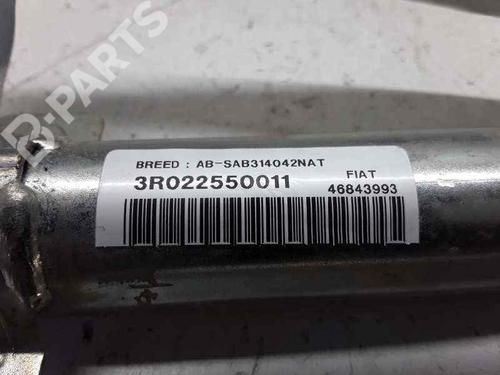 B-PARTS
BREED : AB-SAB314042NAT
3R022550011
FIAT
46843993